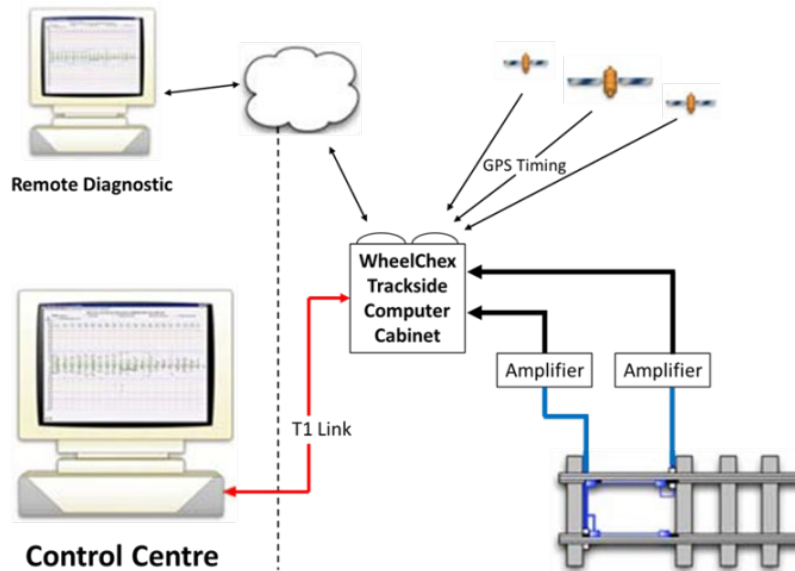 Remote Diagnostic
GPS Timing
WheelChex
Trackside
Computer
Cabinet
Amplifier
Amplifier
T1 Link
Control Centre